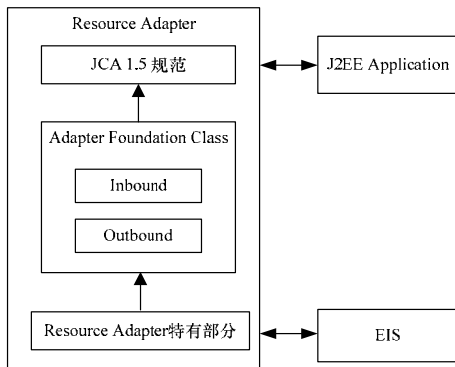 Resource Adapter
JCA 1.5 规范
J2EE Application
Adapter Foundation Class
Inbound
Outbound
Resource Adapter特有部分
EIS